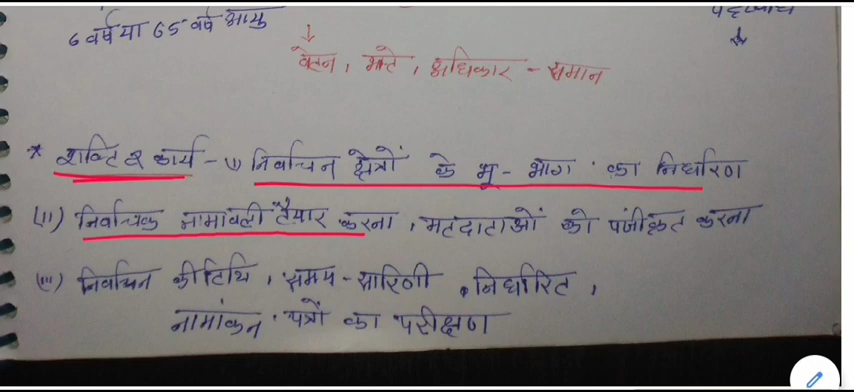 6 वर्ष या 65 वर्ष आयु
↓
वेतन, भत्ते, अधिकार - समान
↓
* शक्ति व कार्य - (i) निर्वाचन क्षेत्रों के भू - भाग का निर्धारण
(ii) निर्वाचक नामावली तैयार करना, मतदाताओं को पंजीकृत करना
(iii) निर्वाचन की तिथि, समय - सारिणी निर्धारित,
नामांकन पत्रों का परीक्षण